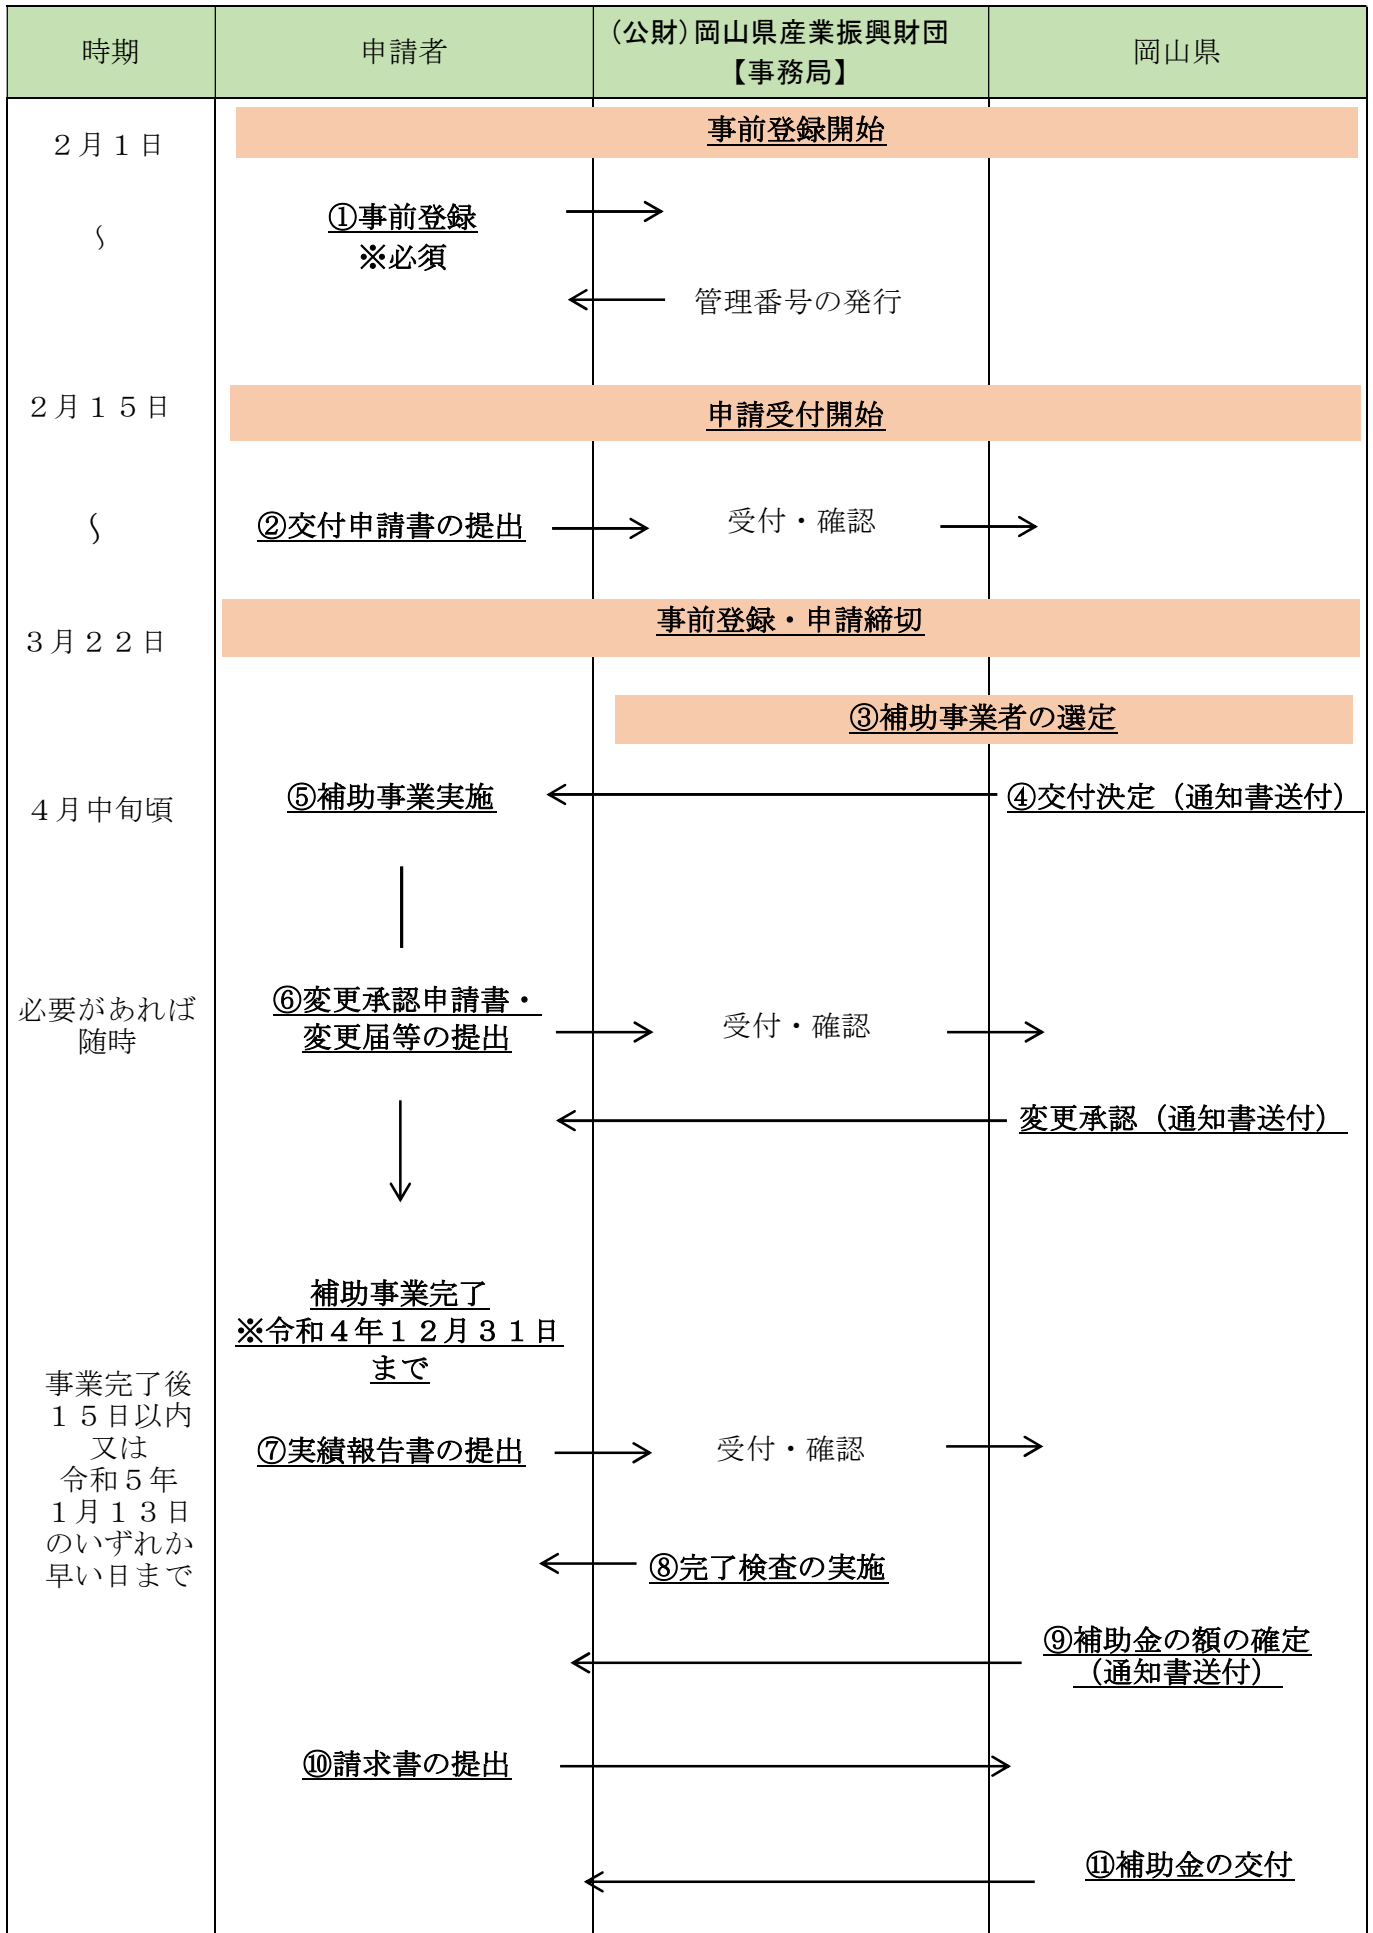 時期
申請者
(公財)岡山県産業振興財団
【事務局】
岡山県
２月１日
事前登録開始
～
①事前登録
※必須
管理番号の発行
２月１５日
申請受付開始
～
②交付申請書の提出
受付・確認
３月２２日
事前登録・申請締切
③補助事業者の選定
４月中旬頃
⑤補助事業実施
④交付決定（通知書送付）
必要があれば
随時
⑥変更承認申請書・
変更届等の提出
受付・確認
変更承認（通知書送付）
補助事業完了
※令和４年１２月３１日
まで
事業完了後
１５日以内
又は
令和５年
１月１３日
のいずれか
早い日まで
⑦実績報告書の提出
受付・確認
⑧完了検査の実施
⑨補助金の額の確定
（通知書送付）
⑩請求書の提出
⑪補助金の交付